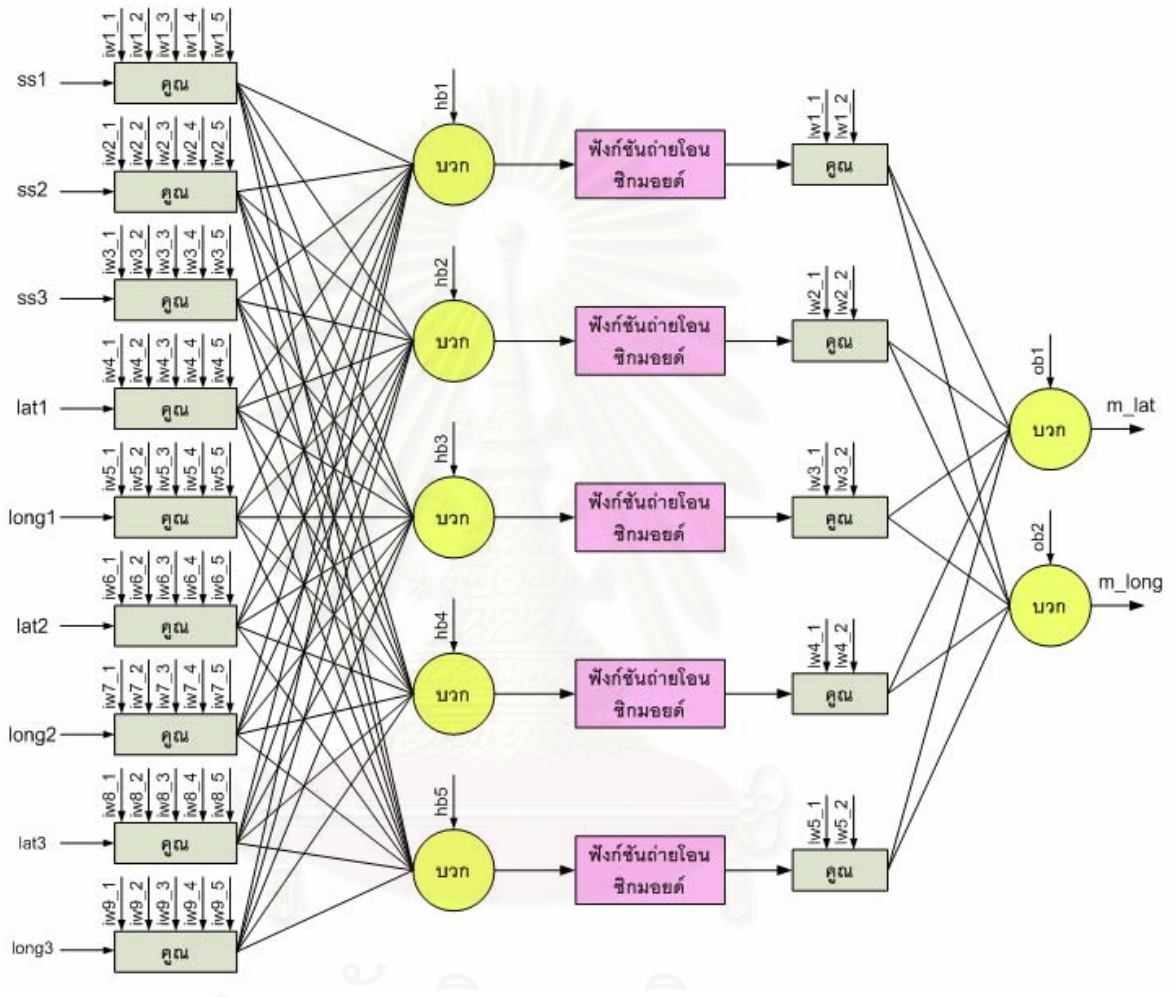 iw1_1 iw1_2 iw1_3 iw1_4 iw1_5
ss1
คูณ
iw2_1 iw2_2 iw2_3 iw2_4 iw2_5
ss2
คูณ
iw3_1 iw3_2 iw3_3 iw3_4 iw3_5
ss3
คูณ
iw4_1 iw4_2 iw4_3 iw4_4 iw4_5
lat1
คูณ
iw5_1 iw5_2 iw5_3 iw5_4 iw5_5
long1
คูณ
iw6_1 iw6_2 iw6_3 iw6_4 iw6_5
lat2
คูณ
iw7_1 iw7_2 iw7_3 iw7_4 iw7_5
long2
คูณ
iw8_1 iw8_2 iw8_3 iw8_4 iw8_5
lat3
คูณ
iw9_1 iw9_2 iw9_3 iw9_4 iw9_5
long3
คูณ
hb1
บวก
hb2
บวก
hb3
บวก
hb4
บวก
hb5
บวก
ฟังก์ชันถ่ายโอน
ซิกมอยด์
ฟังก์ชันถ่ายโอน
ซิกมอยด์
ฟังก์ชันถ่ายโอน
ซิกมอยด์
ฟังก์ชันถ่ายโอน
ซิกมอยด์
ฟังก์ชันถ่ายโอน
ซิกมอยด์
lw1_1 lw1_2
คูณ
lw2_1 lw2_2
คูณ
lw3_1 lw3_2
คูณ
lw4_1 lw4_2
คูณ
lw5_1 lw5_2
คูณ
ob1
บวก
m_lat
ob2
บวก
m_long